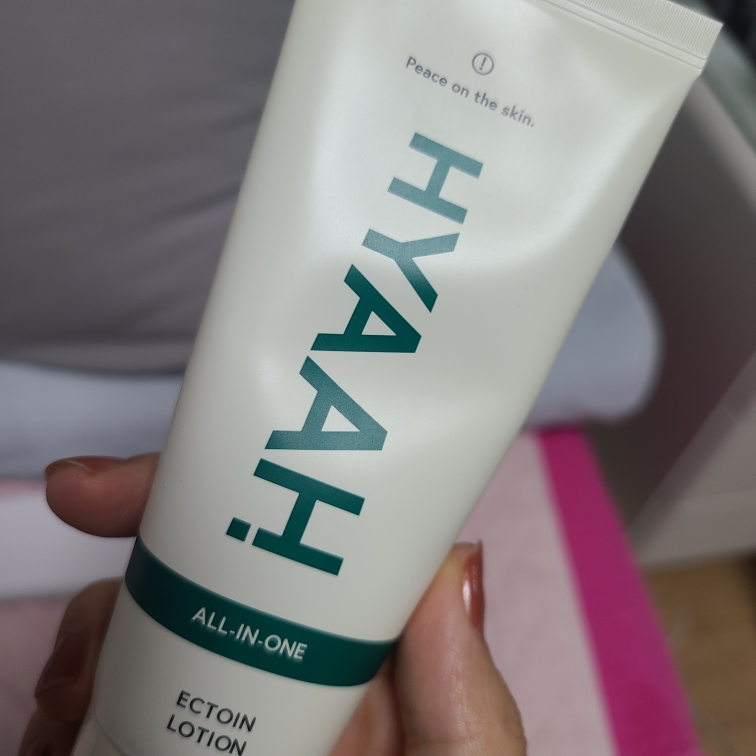 Peace on the skin.
HYAAH!
ALL-IN-ONE
ECTOIN
LOTION